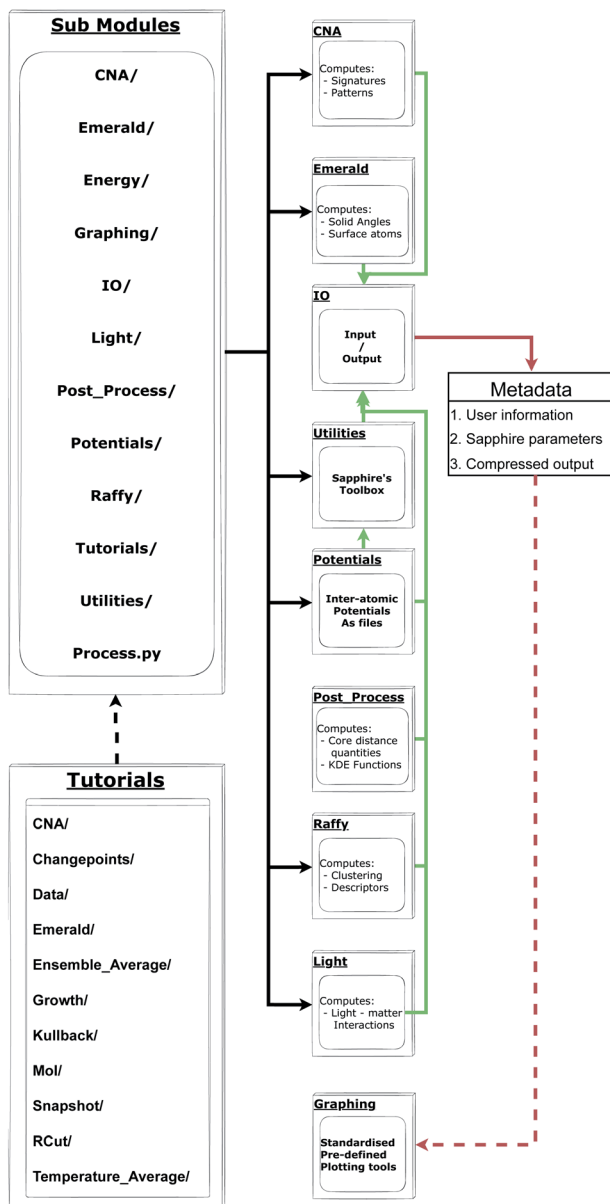 Sub Modules
CNA/
Emerald/
Energy/
Graphing/
IO/
Light/
Post_Process/
Potentials/
Raffy/
Tutorials/
Utilities/
Process.py
Tutorials
CNA/
Changepoints/
Data/
Emerald/
Ensemble_Average/
Growth/
Kullback/
Mol/
Snapshot/
RCut/
Temperature_Average/
CNA
Computes:
- Signatures
- Patterns
Emerald
Computes:
- Solid Angles
- Surface atoms
IO
Input
/
Output
Utilities
Sapphire's
Toolbox
Potentials
Inter-atomic
Potentials
As files
Post_Process
Computes:
- Core distance
quantities
- KDE Functions
Raffy
Computes:
- Clustering
- Descriptors
Light
Computes:
- Light - matter
Interactions
Graphing
Standardised
Pre-defined
Plotting tools
Metadata
1. User information
2. Sapphire parameters
3. Compressed output